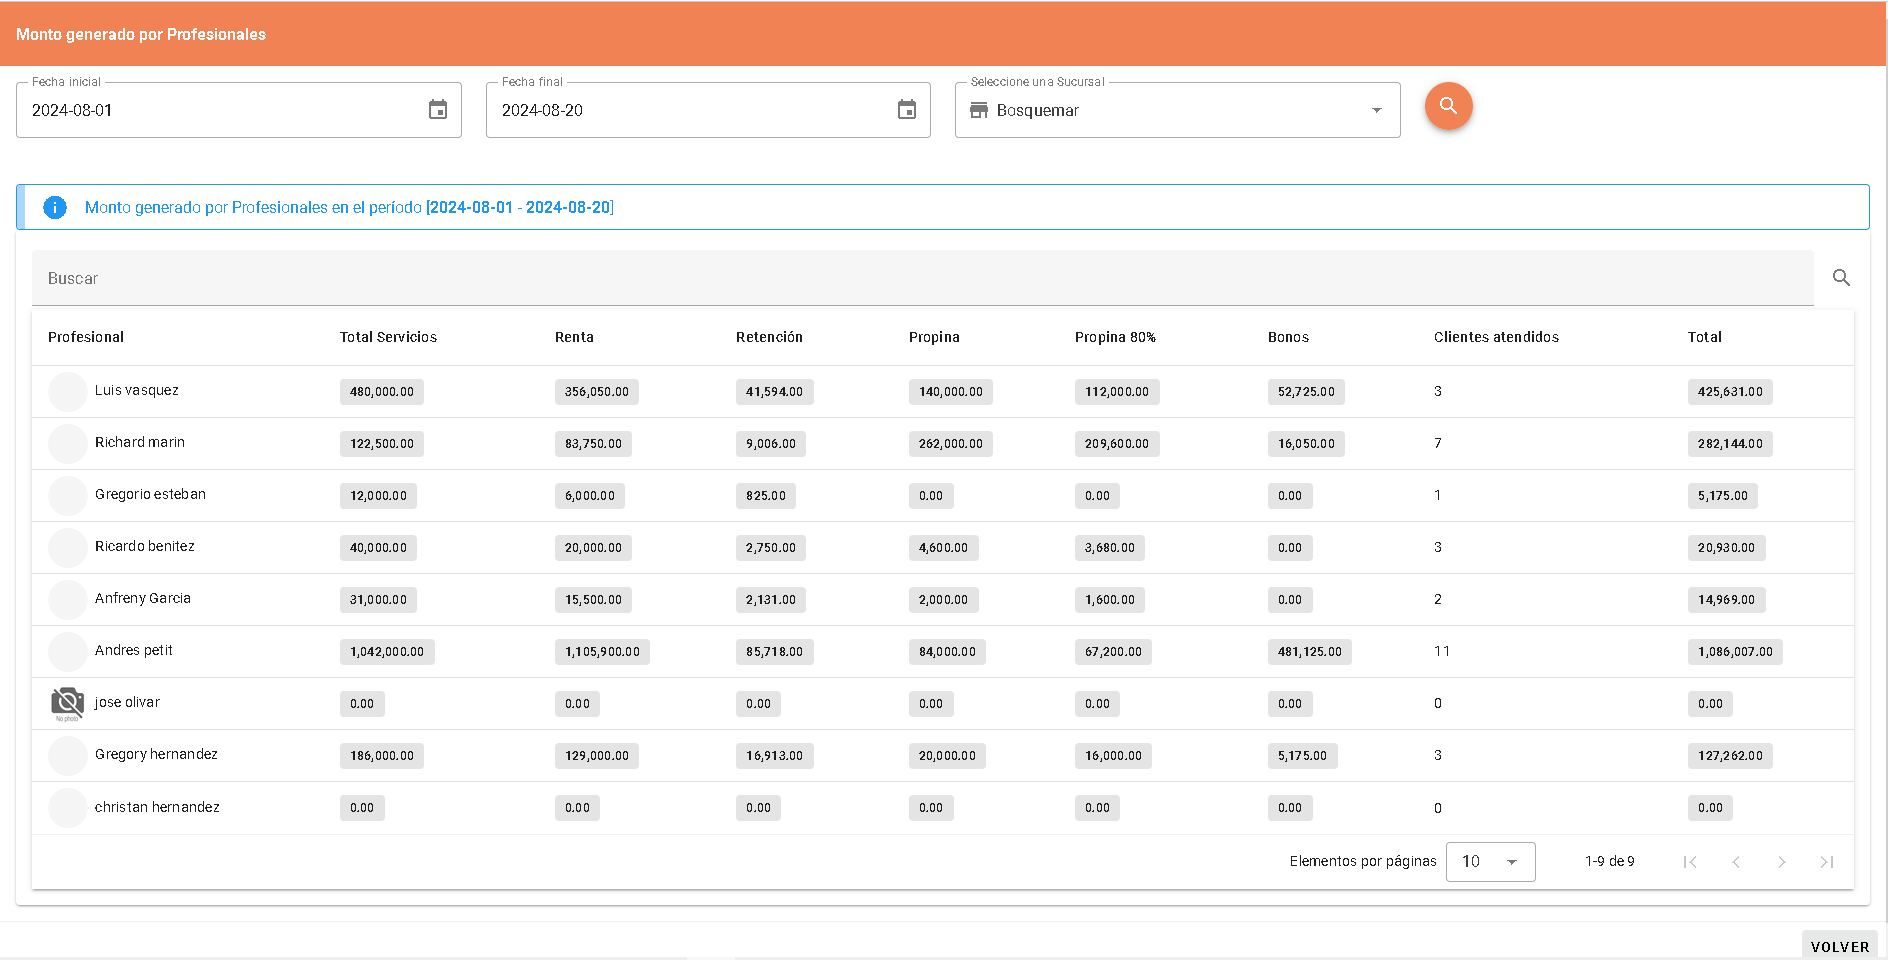 Monto generado por Profesionales
Fecha inicial Fecha final Seleccione una Sucursal
2024-08-01 2024-08-20 Bosquemar
Monto generado por Profesionales en el período [2024-08-01 - 2024-08-20]
Buscar
Profesional Total Servicios Renta Retención Propina Propina 80% Bonos Clientes atendidos Total
Luis vasquez 480,000.00 356,050.00 41,594.00 140,000.00 112,000.00 52,725.00 3 425,631.00
Richard marin 122,500.00 83,750.00 9,006.00 262,000.00 209,600.00 16,050.00 7 282,144.00
Gregorio esteban 12,000.00 6,000.00 825.00 0.00 0.00 0.00 1 5,175.00
Ricardo benitez 40,000.00 20,000.00 2,750.00 4,600.00 3,680.00 0.00 3 20,930.00
Anfreny Garcia 31,000.00 15,500.00 2,131.00 2,000.00 1,600.00 0.00 2 14,969.00
Andres petit 1,042,000.00 1,105,900.00 85,718.00 84,000.00 67,200.00 481,125.00 11 1,086,007.00
No photo jose olivar 0.00 0.00 0.00 0.00 0.00 0.00 0 0.00
Gregory hernandez 186,000.00 129,000.00 16,913.00 20,000.00 16,000.00 5,175.00 3 127,262.00
christan hernandez 0.00 0.00 0.00 0.00 0.00 0.00 0 0.00
Elementos por páginas 10 1-9 de 9
VOLVER